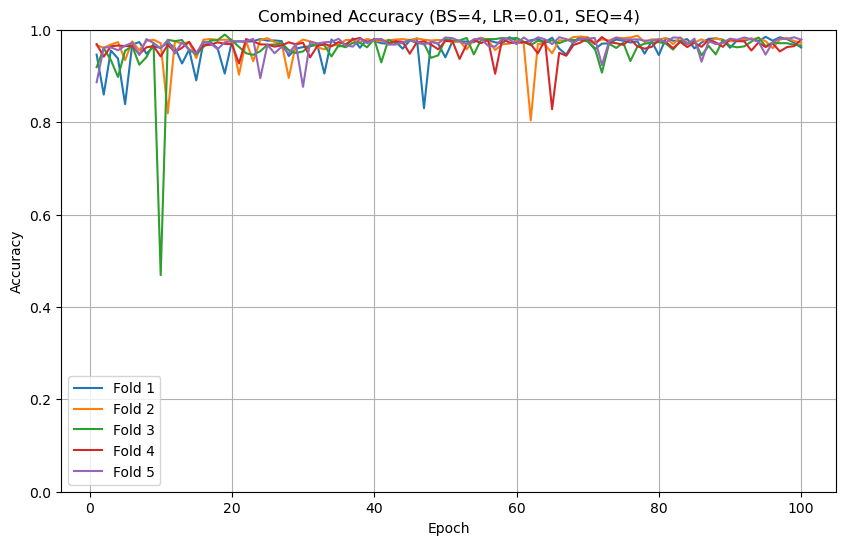 Combined Accuracy (BS=4, LR=0.01, SEQ=4)
Accuracy
1.0
0.8
0.6
0.4
0.2
0.0
Fold 1
Fold 2
Fold 3
Fold 4
Fold 5
0 20 40 60 80 100
Epoch